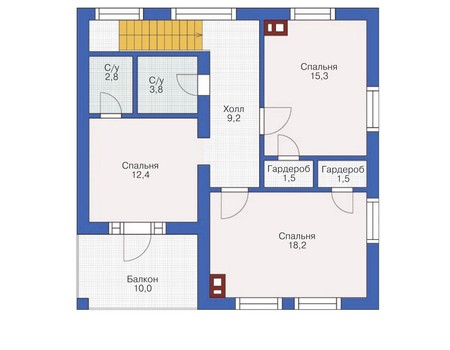 Спальня
15,3
С/у
2,8
С/у
3,8
Холл
9,2
Спальня
12,4
Гардероб
1,5
Гардероб
1,5
Спальня
18,2
Балкон
10,0